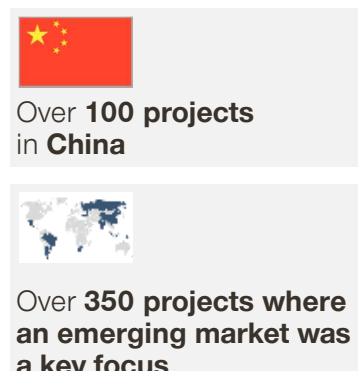 Over 100 projects
in China
Over 350 projects where
an emerging market was
a key focus